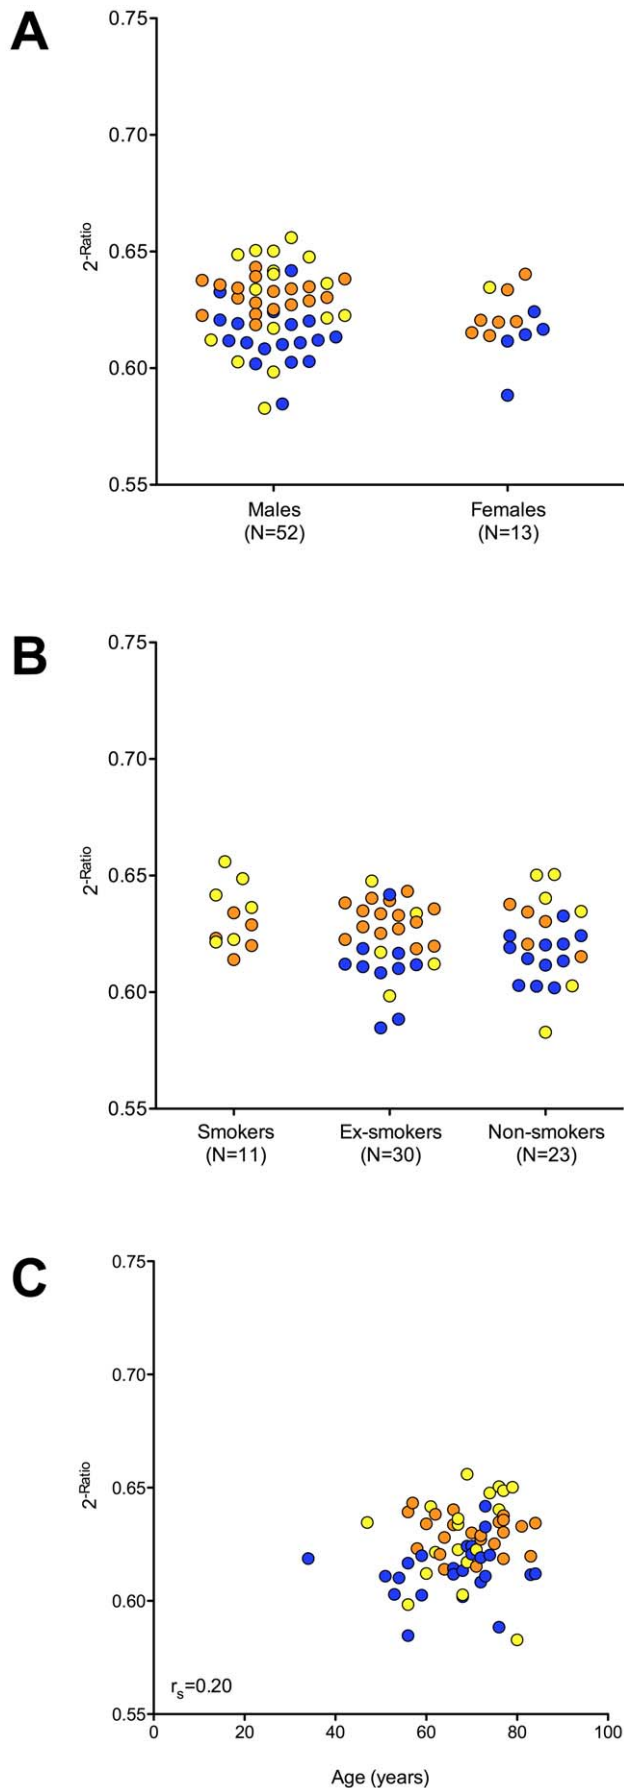 A
0.75
0.70
0.65
0.60
0.55
2-Ratio
Males
(N=52)
Females
(N=13)
B
0.75
0.70
0.65
0.60
0.55
2-Ratio
Smokers
(N=11)
Ex-smokers
(N=30)
Non-smokers
(N=23)
C
0.75
0.70
0.65
0.60
0.55
2-Ratio
rs=0.20
0 20 40 60 80 100
Age (years)